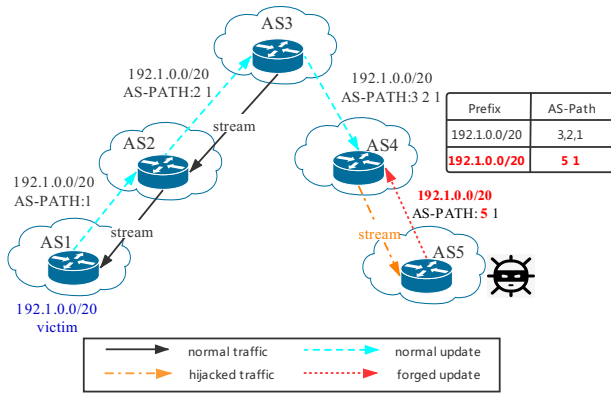 AS3
192.1.0.0/20
AS-PATH:2 1
192.1.0.0/20
AS-PATH:3 2 1
Prefix AS-Path
192.1.0.0/20 3,2,1
192.1.0.0/20 5 1
stream
AS2
AS4
192.1.0.0/20
AS-PATH:1
192.1.0.0/20
AS-PATH:5 1
stream
stream
AS1
AS5
192.1.0.0/20
victim
normal traffic normal update
hijacked traffic forged update